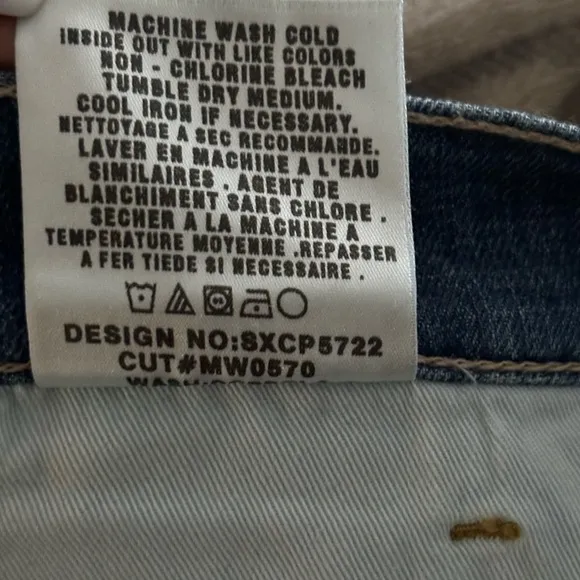 MACHINE WASH COLD
INSIDE OUT WITH LIKE COLORS
NON - CHLORINE BLEACH
TUMBLE DRY MEDIUM.
COOL IRON IF NECESSARY.
NETTOYAGE A SEC RECOMMANDE.
LAVER EN MACHINE A L'EAU
SIMILAIRES . AGENT DE
BLANCHIMENT SANS CHLORE .
SECHER A LA MACHINE A
TEMPERATURE MOYENNE .REPASSER
A FER TIEDE SI NECESSAIRE .
DESIGN NO:SXCP5722
CUT#MW0570